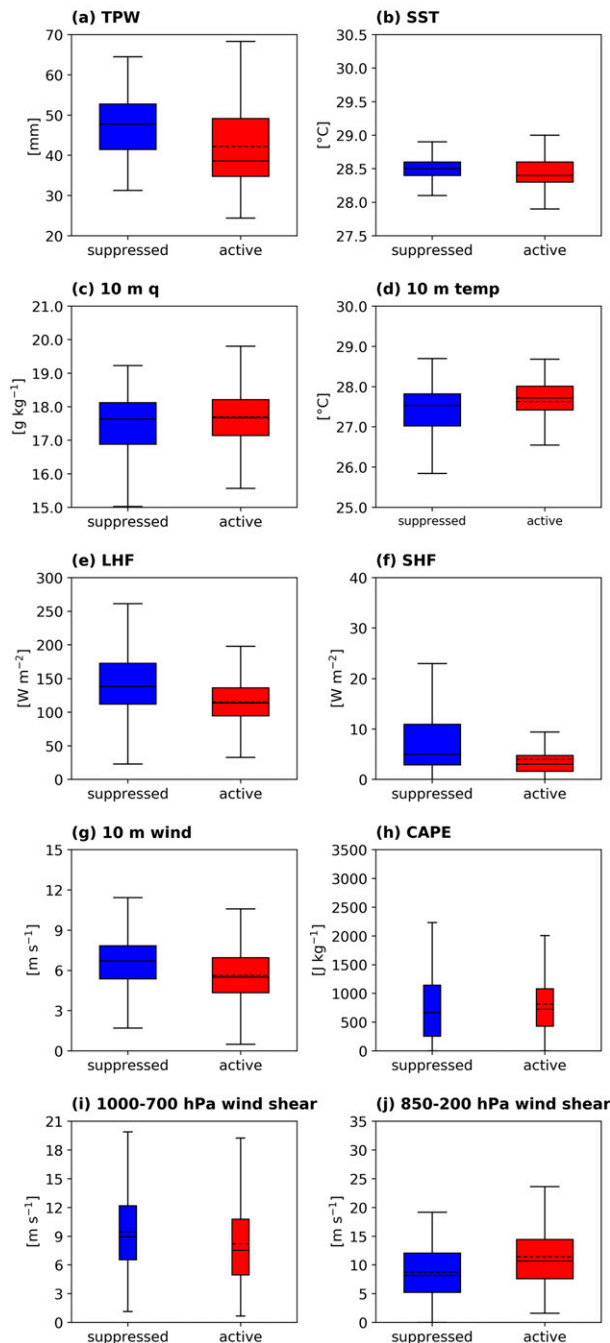 (a) TPW
70
60
50
40
30
20
[mm]
suppressed active
(b) SST
30.5
30.0
29.5
29.0
28.5
28.0
27.5
[°C]
suppressed active
(c) 10 m q
21.0
20.0
19.0
18.0
17.0
16.0
15.0
[g kg⁻¹]
suppressed active
(d) 10 m temp
30.0
29.0
28.0
27.0
26.0
25.0
[°C]
suppressed active
(e) LHF
300
250
200
150
100
50
0
[W m⁻²]
suppressed active
(f) SHF
40
30
20
10
0
[W m⁻²]
suppressed active
(g) 10 m wind
15
12
9
6
3
0
[m s⁻¹]
suppressed active
(h) CAPE
3500
3000
2500
2000
1500
1000
500
0
[J kg⁻¹]
suppressed active
(i) 1000-700 hPa wind shear
21
18
15
12
9
6
3
0
[m s⁻¹]
suppressed active
(j) 850-200 hPa wind shear
35
30
25
20
15
10
5
0
[m s⁻¹]
suppressed active